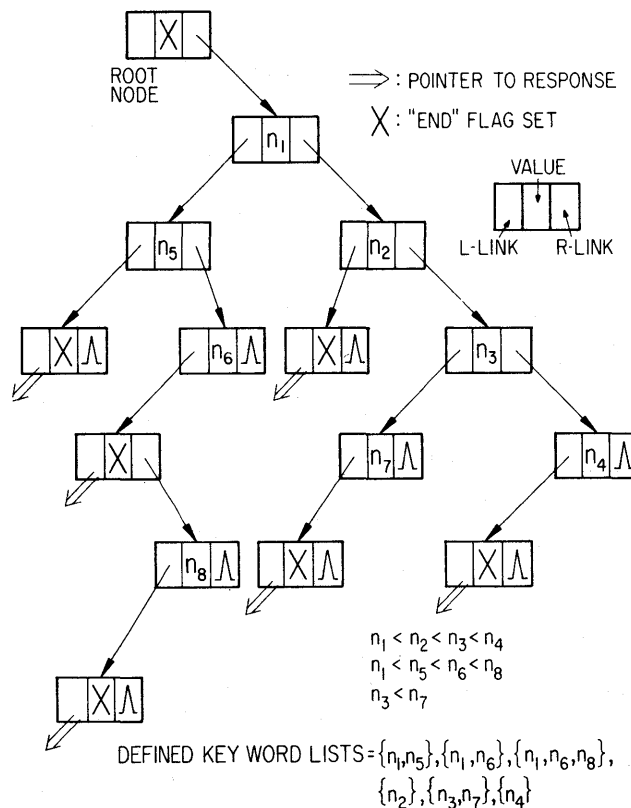 X
ROOT
NODE
⇒ : POINTER TO RESPONSE
X : "END" FLAG SET
n₁
VALUE
L-LINK R-LINK
n₅ n₂
X Λ n₆ Λ X Λ n₃
X n₇ Λ n₄ Λ
n₈ Λ X Λ X Λ
n₁ < n₂ < n₃ < n₄
n₁ < n₅ < n₆ < n₈
n₃ < n₇
X Λ
DEFINED KEY WORD LISTS = {n₁,n₅},{n₁,n₆},{n₁,n₆,n₈},
{n₂},{n₃,n₇},{n₄}